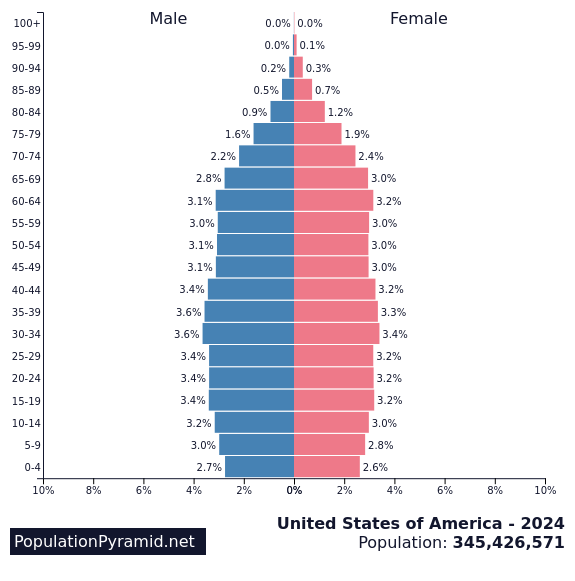 Male Female
100+ 0.0% 0.0%
95-99 0.0% 0.1%
90-94 0.2% 0.3%
85-89 0.5% 0.7%
80-84 0.9% 1.2%
75-79 1.6% 1.9%
70-74 2.2% 2.4%
65-69 2.8% 3.0%
60-64 3.1% 3.2%
55-59 3.0% 3.0%
50-54 3.1% 3.0%
45-49 3.1% 3.0%
40-44 3.4% 3.2%
35-39 3.6% 3.3%
30-34 3.6% 3.4%
25-29 3.4% 3.2%
20-24 3.4% 3.2%
15-19 3.4% 3.2%
10-14 3.2% 3.0%
5-9 3.0% 2.8%
0-4 2.7% 2.6%
10% 8% 6% 4% 2% 0% 2% 4% 6% 8% 10%
United States of America - 2024
PopulationPyramid.net Population: 345,426,571